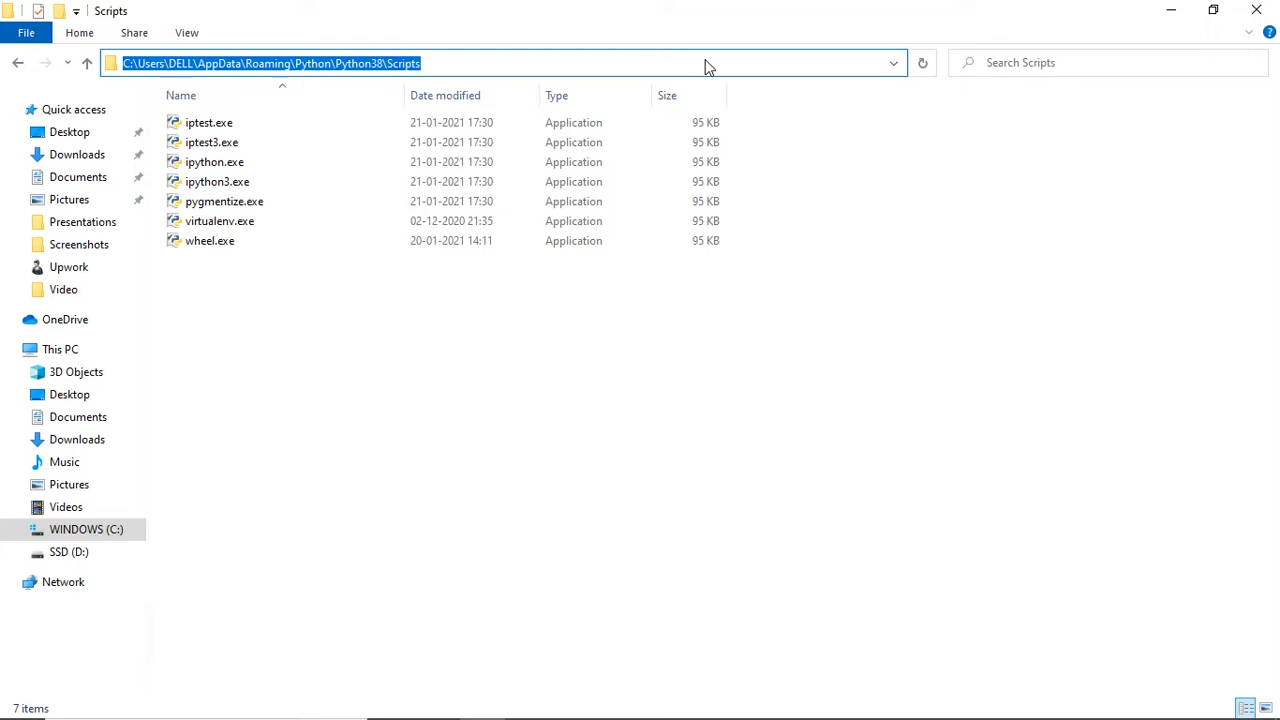 Scripts
File Home Share View
C:\Users\DELL\AppData\Roaming\Python\Python38\Scripts
Search Scripts
Name Date modified Type Size
iptest.exe 21-01-2021 17:30 Application 95 KB
iptest3.exe 21-01-2021 17:30 Application 95 KB
ipython.exe 21-01-2021 17:30 Application 95 KB
ipython3.exe 21-01-2021 17:30 Application 95 KB
pygmentize.exe 21-01-2021 17:30 Application 95 KB
virtualenv.exe 02-12-2020 21:35 Application 95 KB
wheel.exe 20-01-2021 14:11 Application 95 KB
Quick access
Desktop
Downloads
Documents
Pictures
Presentations
Screenshots
Upwork
Video
OneDrive
This PC
3D Objects
Desktop
Documents
Downloads
Music
Pictures
Videos
WINDOWS (C:)
SSD (D:)
Network
7 items